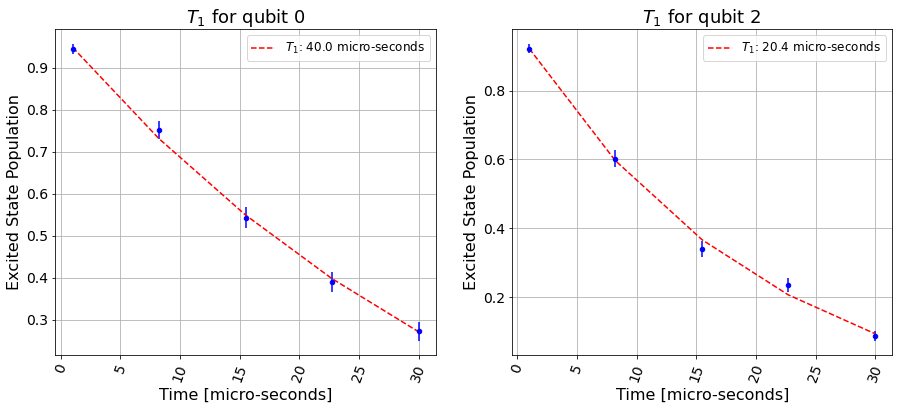 T₁ for qubit 0
T₁: 40.0 micro-seconds
Excited State Population
0.9
0.8
0.7
0.6
0.5
0.4
0.3
0 5 10 15 20 25 30
Time [micro-seconds]
T₁ for qubit 2
T₁: 20.4 micro-seconds
Excited State Population
0.8
0.6
0.4
0.2
0 5 10 15 20 25 30
Time [micro-seconds]